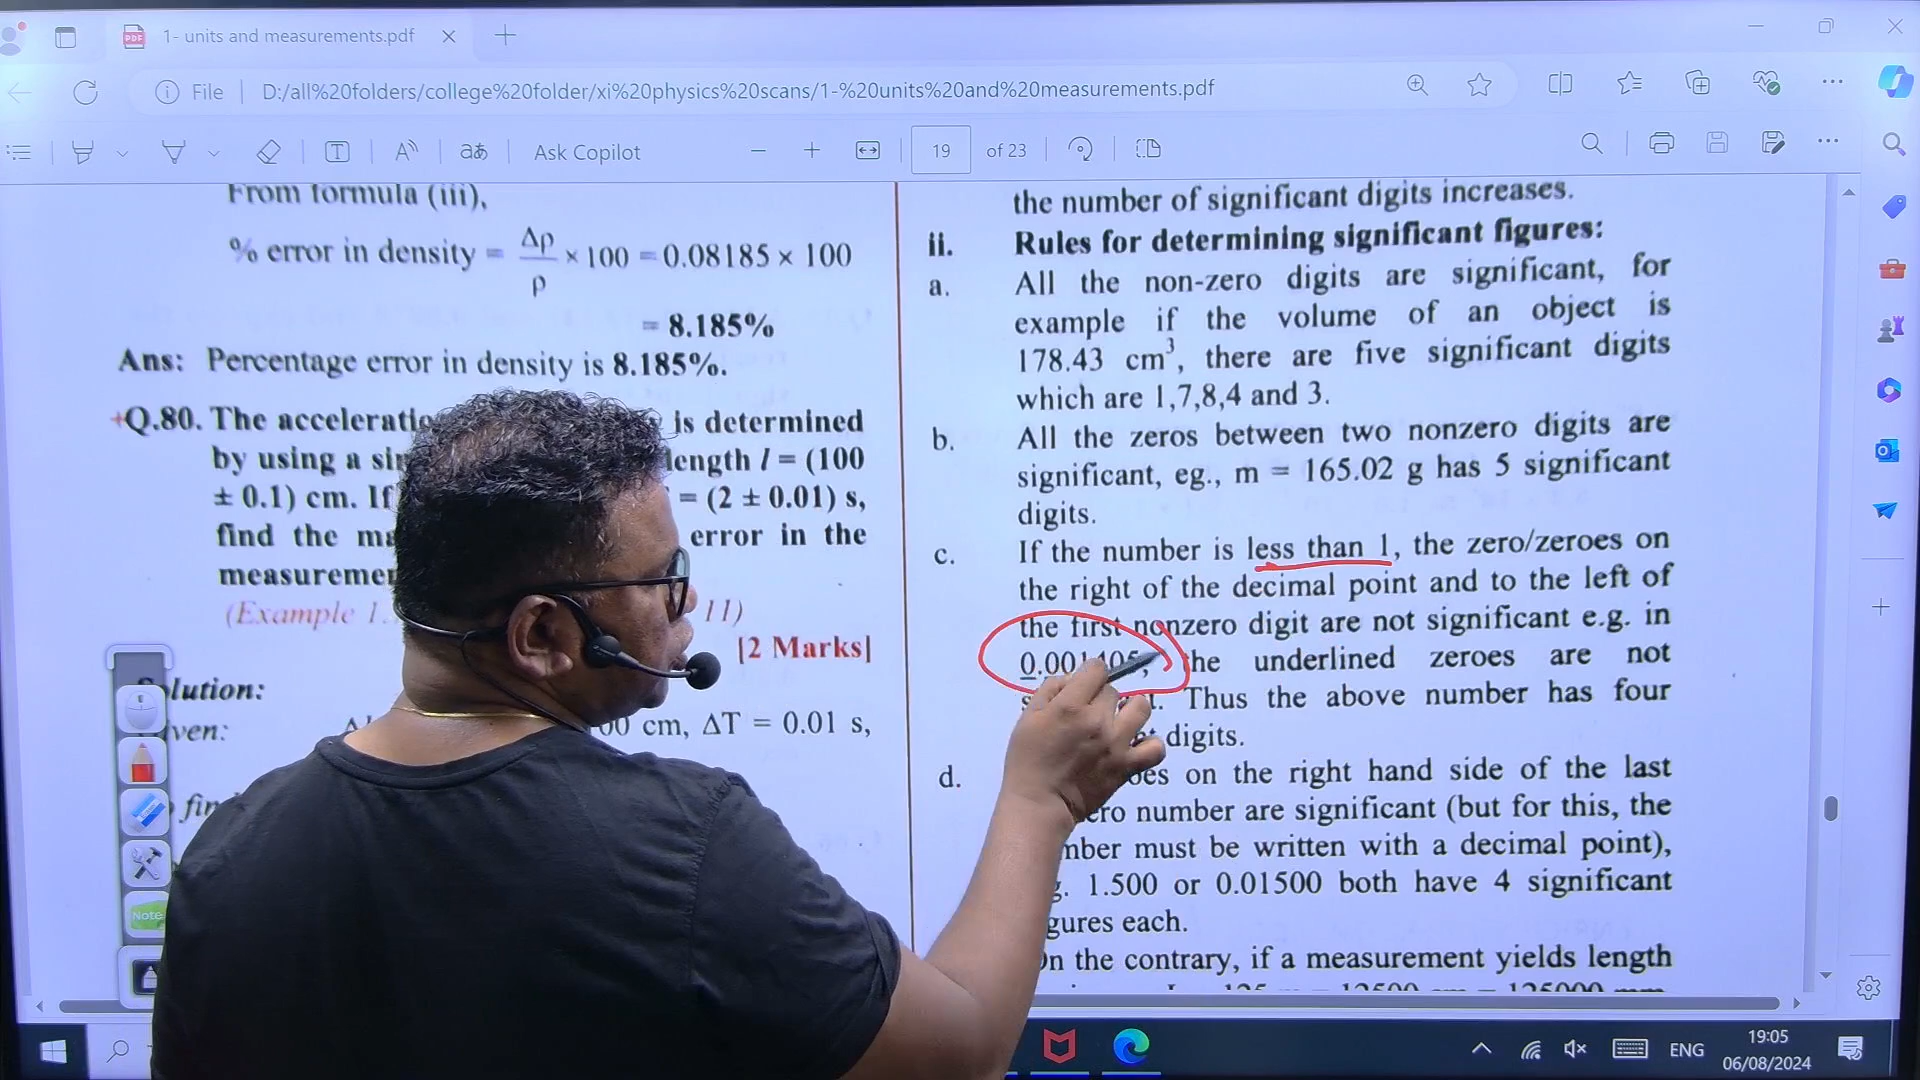 1- units and measurements.pdf
File
D:/all%20folders/college%20folder/xi%20physics%20scans/1-%20units%20and%20measurements.pdf
Ask Copilot
19 of 23
From formula (iii),
% error in density = Δρ/ρ × 100 = 0.08185 × 100
= 8.185%
Ans: Percentage error in density is 8.185%.
+Q.80. The is determined
by using a length l = (100
± 0.1) cm. If = (2 ± 0.01) s,
find the error in the
(Example 1. 11)
[2 Marks]
cm, ΔT = 0.01 s,
Note
the number of significant digits increases.
ii. Rules for determining significant figures:
a. All the non-zero digits are significant, for
example if the volume of an object is
178.43 cm³, there are five significant digits
which are 1,7,8,4 and 3.
b. All the zeros between two nonzero digits are
significant, eg., m = 165.02 g has 5 significant
digits.
c. If the number is less than 1, the zero/zeroes on
the right of the decimal point and to the left of
the first nonzero digit are not significant e.g. in
0.001405, the underlined zeroes are not
Thus the above number has four
digits.
d. on the right hand side of the last
number are significant (but for this, the
must be written with a decimal point),
1.500 or 0.01500 both have 4 significant
each.
On the contrary, if a measurement yields length
ENG
19:05
06/08/2024